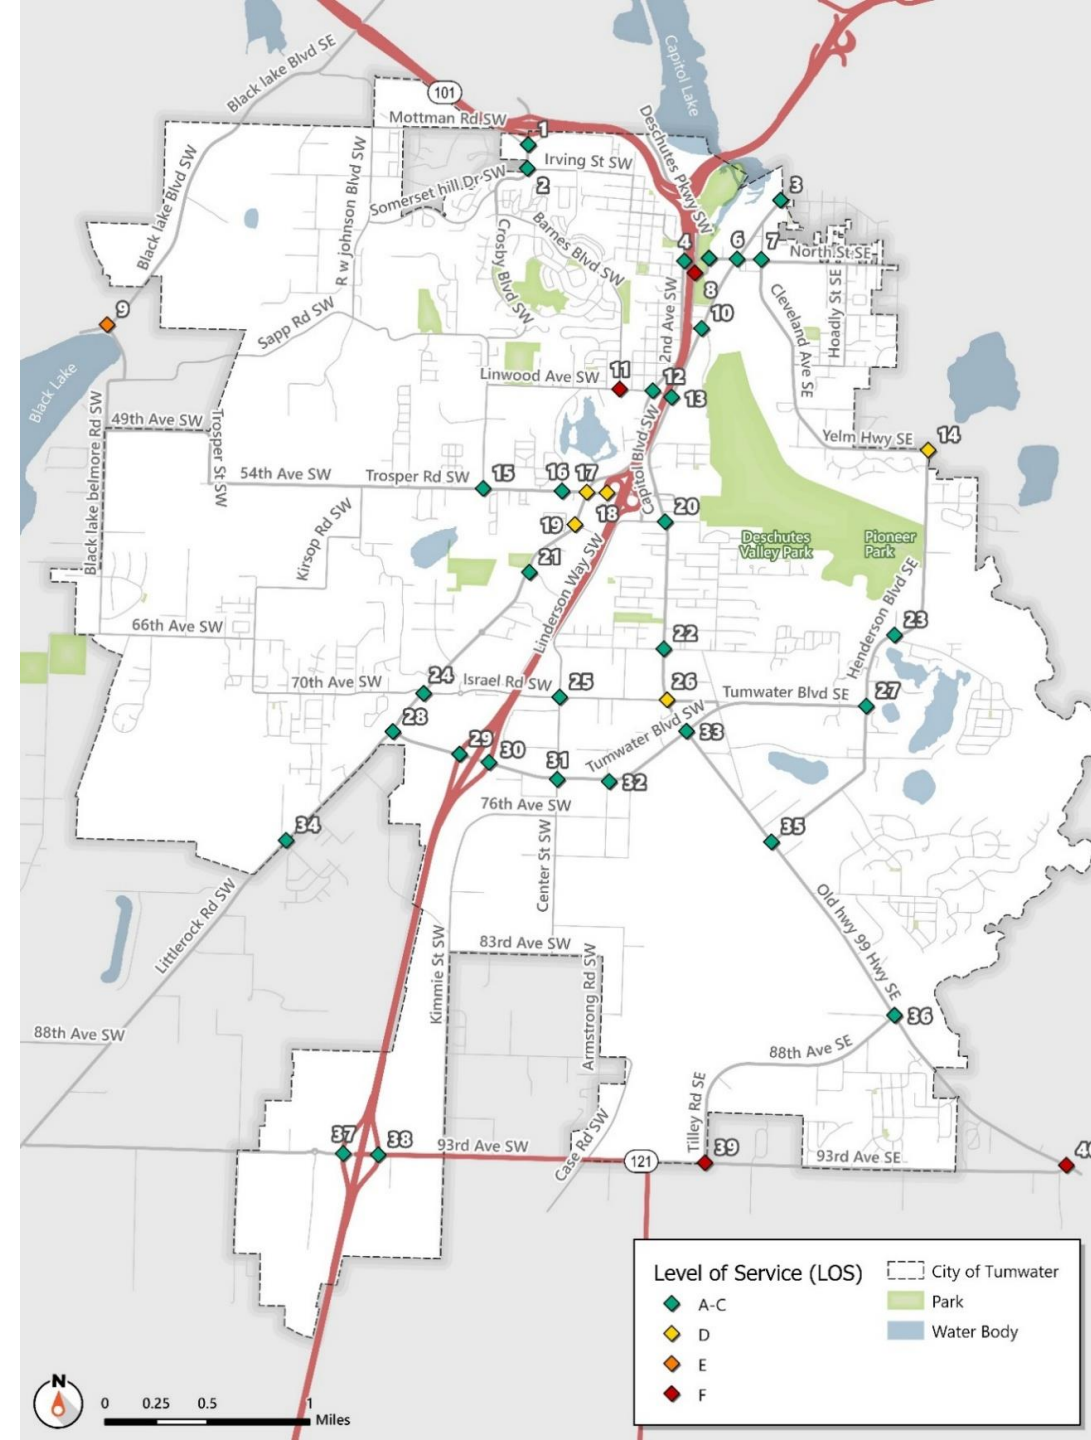 Black lake Blvd SE
Capitol Lake
101
Mottman Rd SW
1
Deschutes Pkwy SW
Irving St SW
Black lake Blvd SW
R w johnson Blvd SW
Somerset hill Dr SW
2
3
Barnes Blvd SW
Crosby Blvd SW
4
6
7
North St SE
8
2nd Ave SW
Cleveland Ave SE
Hoadly St SE
9
Sapp Rd SW
10
Black Lake
Linwood Ave SW
11
12
13
49th Ave SW
Trosper St SW
Capitol Blvd SW
Yelm Hwy SE
14
Black lake belmore Rd SW
54th Ave SW
Trosper Rd SW
15
16
17
18
19
20
Kirsop Rd SW
Deschutes
Valley Park
Pioneer
Park
21
Linderson Way SW
Henderson Blvd SE
66th Ave SW
22
23
70th Ave SW
24
Israel Rd SW
25
26
Tumwater Blvd SE
27
28
29
30
31
Tumwater Blvd SW
32
33
76th Ave SW
34
35
Center St SW
Littlerock Rd SW
Old hwy 99 Hwy SE
Kimmie St SW
83rd Ave SW
Armstrong Rd SW
36
88th Ave SW
88th Ave SE
Tilley Rd SE
37
38
93rd Ave SW
Case Rd SW
121
39
93rd Ave SE
Level of Service (LOS)
A-C
D
E
F
City of Tumwater
Park
Water Body
N
0
0.25
0.5
1
Miles